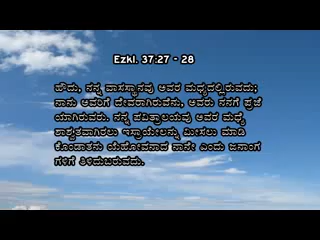 Ezkl. 37:27 - 28
ಹೌದು, ನನ್ನ ವಾಸಸ್ಥಾನವು ಅವರ ಮಧ್ಯದಲ್ಲಿರುವದು;
ನಾನು ಅವರಿಗೆ ದೇವರಾಗಿರುವೆನು, ಅವರು ನನಗೆ ಪ್ರಜೆ
ಯಾಗಿರುವರು. ನನ್ನ ಪವಿತ್ರಾಲಯವು ಅವರ ಮಧ್ಯೆ
ಶಾಶ್ವತವಾಗಿರಲು ಇಸ್ರಾಯೇಲನ್ನು ಮೀಸಲು ಮಾಡಿ
ಕೊಂಡಾತನು ಯೆಹೋವನಾದ ನಾನೇ ಎಂದು ಜನಾಂಗ
ಗಳಿಗೆ ತಿಳಿದುಬರುವದು.